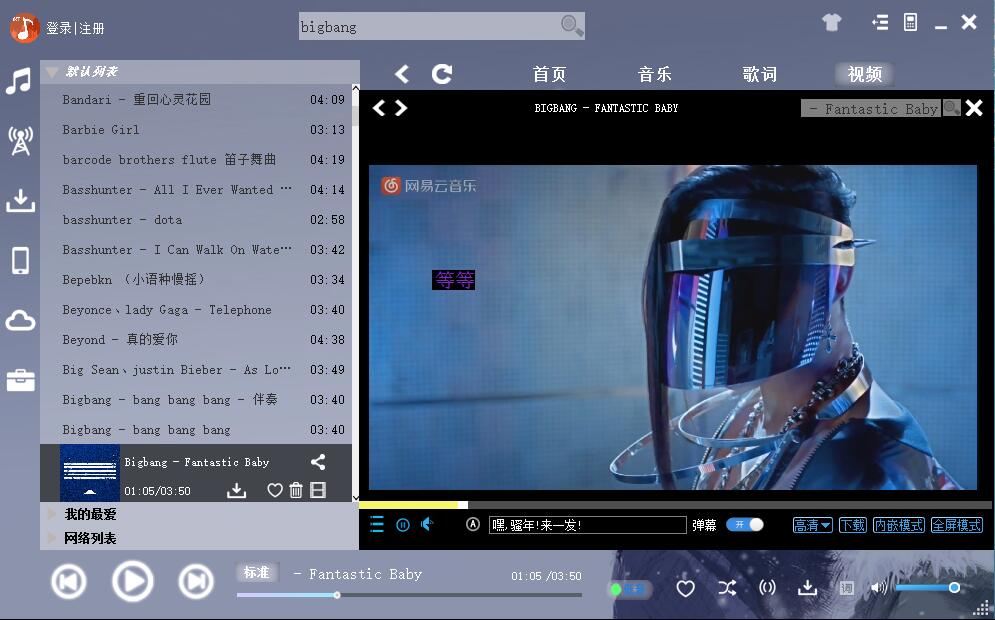 登录|注册
bigbang
默认列表
首页
音乐
歌词
视频
Bandari - 重回心灵花园 04:09
Barbie Girl 03:13
barcode brothers flute 笛子舞曲 04:19
Basshunter - All I Ever Wanted … 04:14
basshunter - dota 02:58
Basshunter - I Can Walk On Wate… 03:42
Bepebkn （小语种慢摇） 03:34
Beyonce、lady Gaga - Telephone 03:40
Beyond - 真的爱你 04:38
Big Sean、justin Bieber - As Lo… 03:49
Bigbang - bang bang bang - 伴奏 03:40
Bigbang - bang bang bang 03:40
Bigbang - Fantastic Baby
01:05/03:50
我的最爱
网络列表
BIGBANG - FANTASTIC BABY
- Fantastic Baby
网易云音乐
等等
A
嘿,骚年!来一发!
弹幕
开
高清
下载
内嵌模式
全屏模式
标准
- Fantastic Baby
01:05 /03:50
词